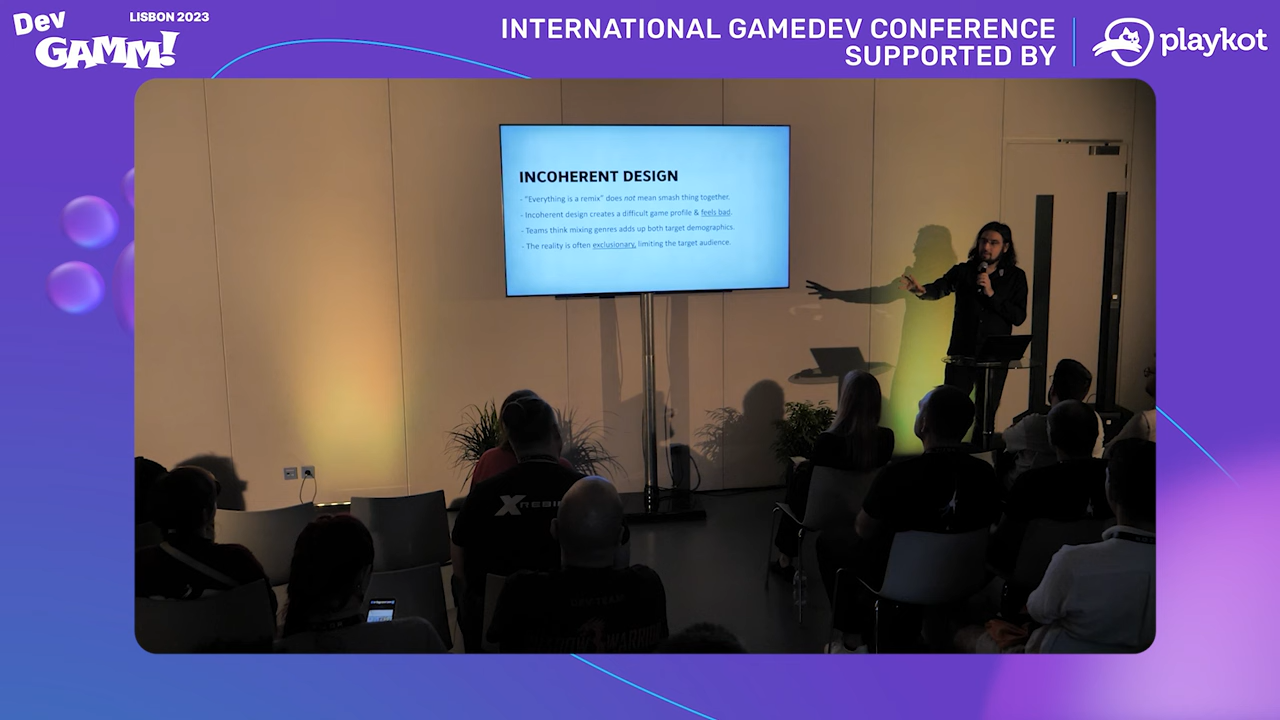 Dev
GAMM!
LISBON 2023
INTERNATIONAL GAMEDEV CONFERENCE
SUPPORTED BY
playkot
INCOHERENT DESIGN
- "Everything is a remix" does not mean smash thing together.
- Incoherent design creates a difficult game profile & feels bad.
- Teams think mixing genres adds up both target demographics.
- The reality is often exclusionary, limiting the target audience.